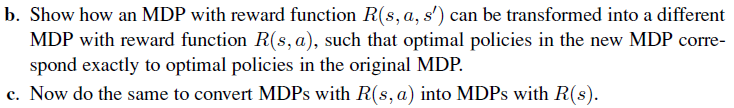 b. Show how an MDP with reward function R(s, a, s′) can be transformed into a different
MDP with reward function R(s, a), such that optimal policies in the new MDP corre-
spond exactly to optimal policies in the original MDP.
c. Now do the same to convert MDPs with R(s, a) into MDPs with R(s).